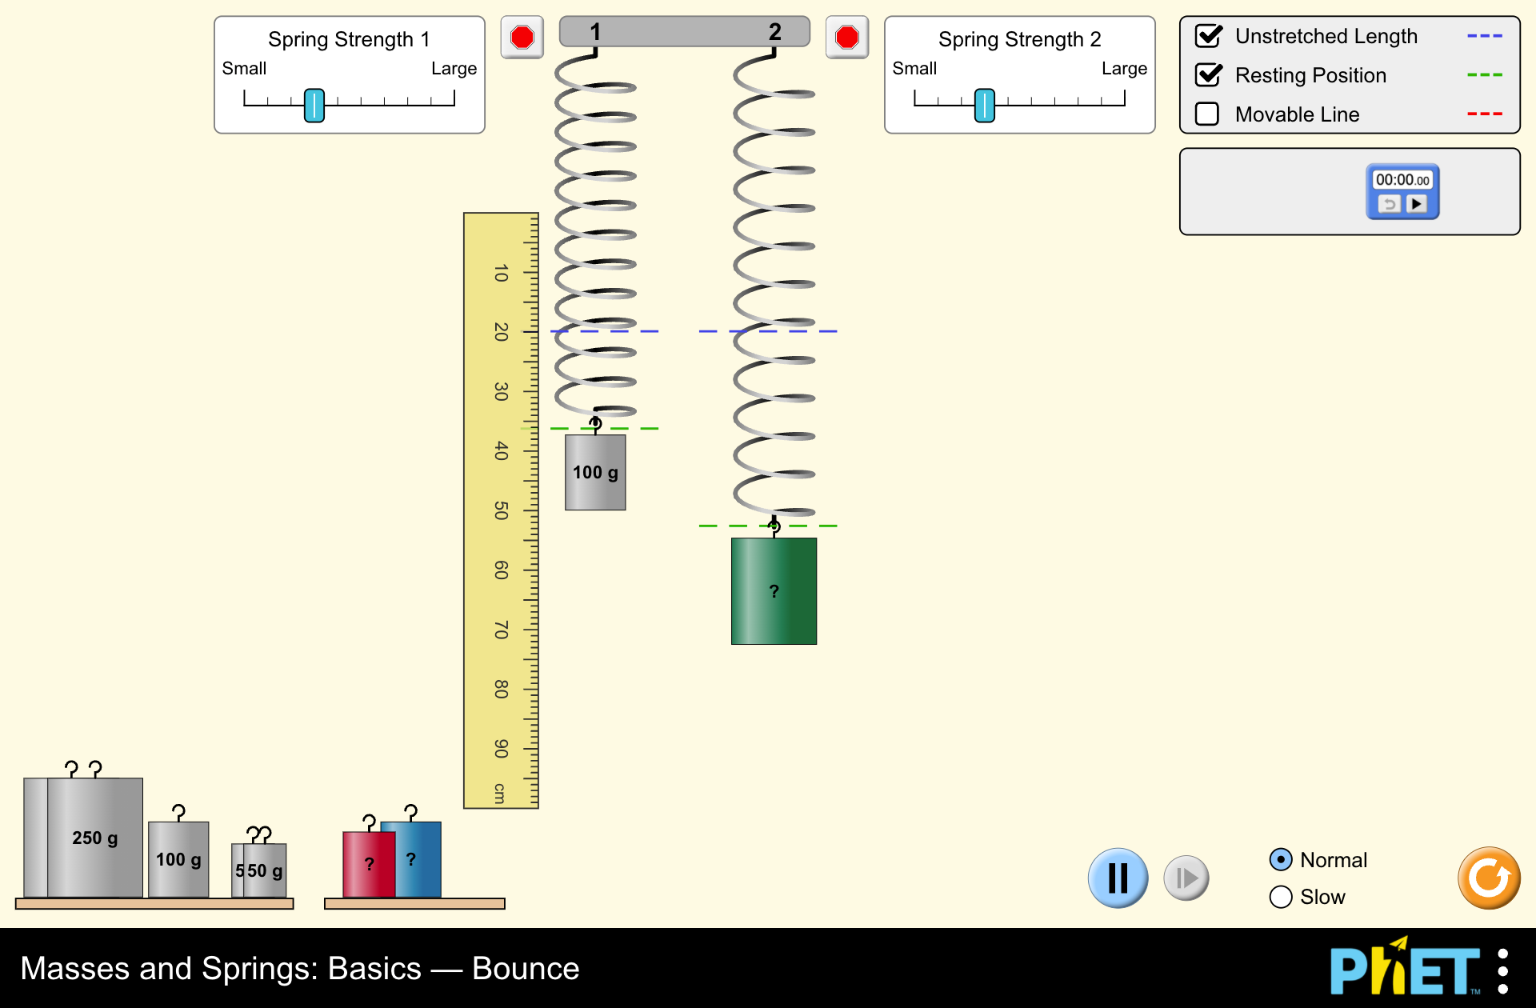 Spring Strength 1
Small Large
1 2
Spring Strength 2
Small Large
Unstretched Length
Resting Position
Movable Line
00:00.00
10
20
30
40
50
60
70
80
90
cm
100 g
?
250 g
100 g
5
50 g
?
?
Normal
Slow
Masses and Springs: Basics — Bounce
PhET
TM